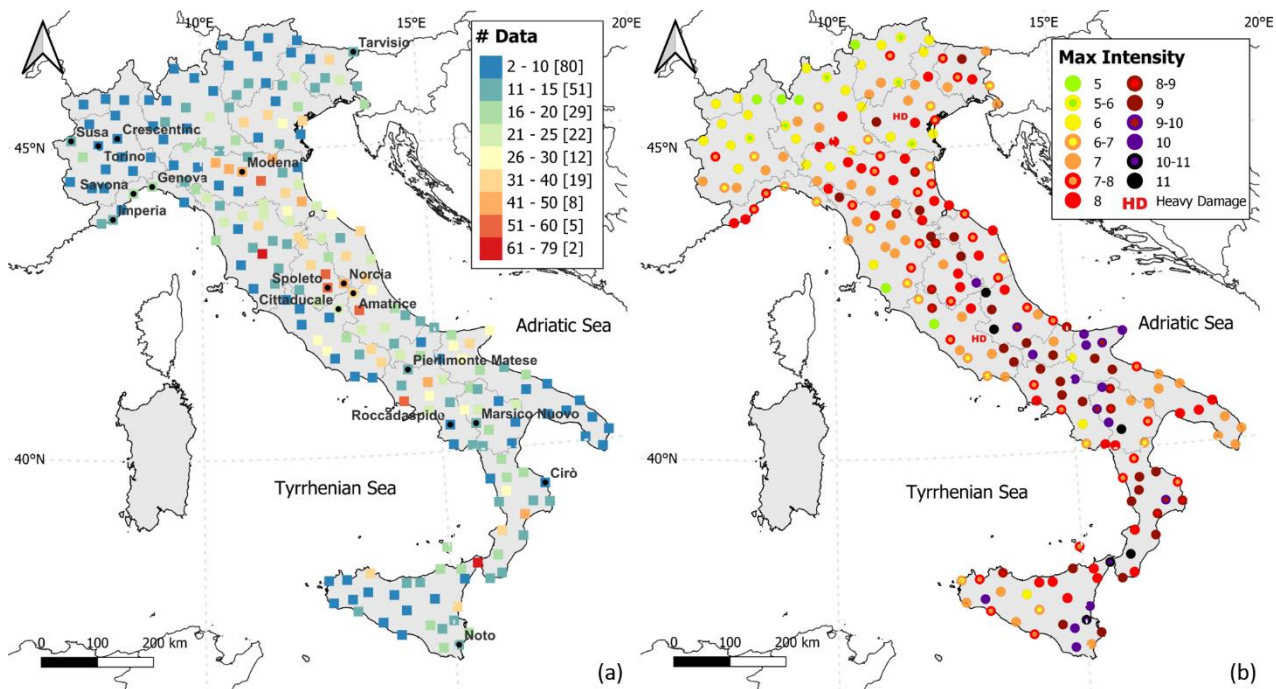 10°E
15°E
20°E
Tarvisio
# Data
2 - 10 [80]
11 - 15 [51]
16 - 20 [29]
21 - 25 [22]
26 - 30 [12]
31 - 40 [19]
41 - 50 [8]
51 - 60 [5]
61 - 79 [2]
Susa
Crescentinc
45°N
Torino
Modena
Savona
Genova
Imperia
Spoleto
Norcia
Cittaducale
Amatrice
Adriatic Sea
Pierlimonte Matese
Roccadaspide
Marsico Nuovo
40°N
Cirò
Tyrrhenian Sea
Noto
0 100 200 km
(a)
10°E
15°E
20°E
Max Intensity
5
5-6
6
6-7
7
7-8
8
8-9
9
9-10
10
10-11
11
HD Heavy Damage
HD
45°N
HD
Adriatic Sea
40°N
Tyrrhenian Sea
0 100 200 km
(b)